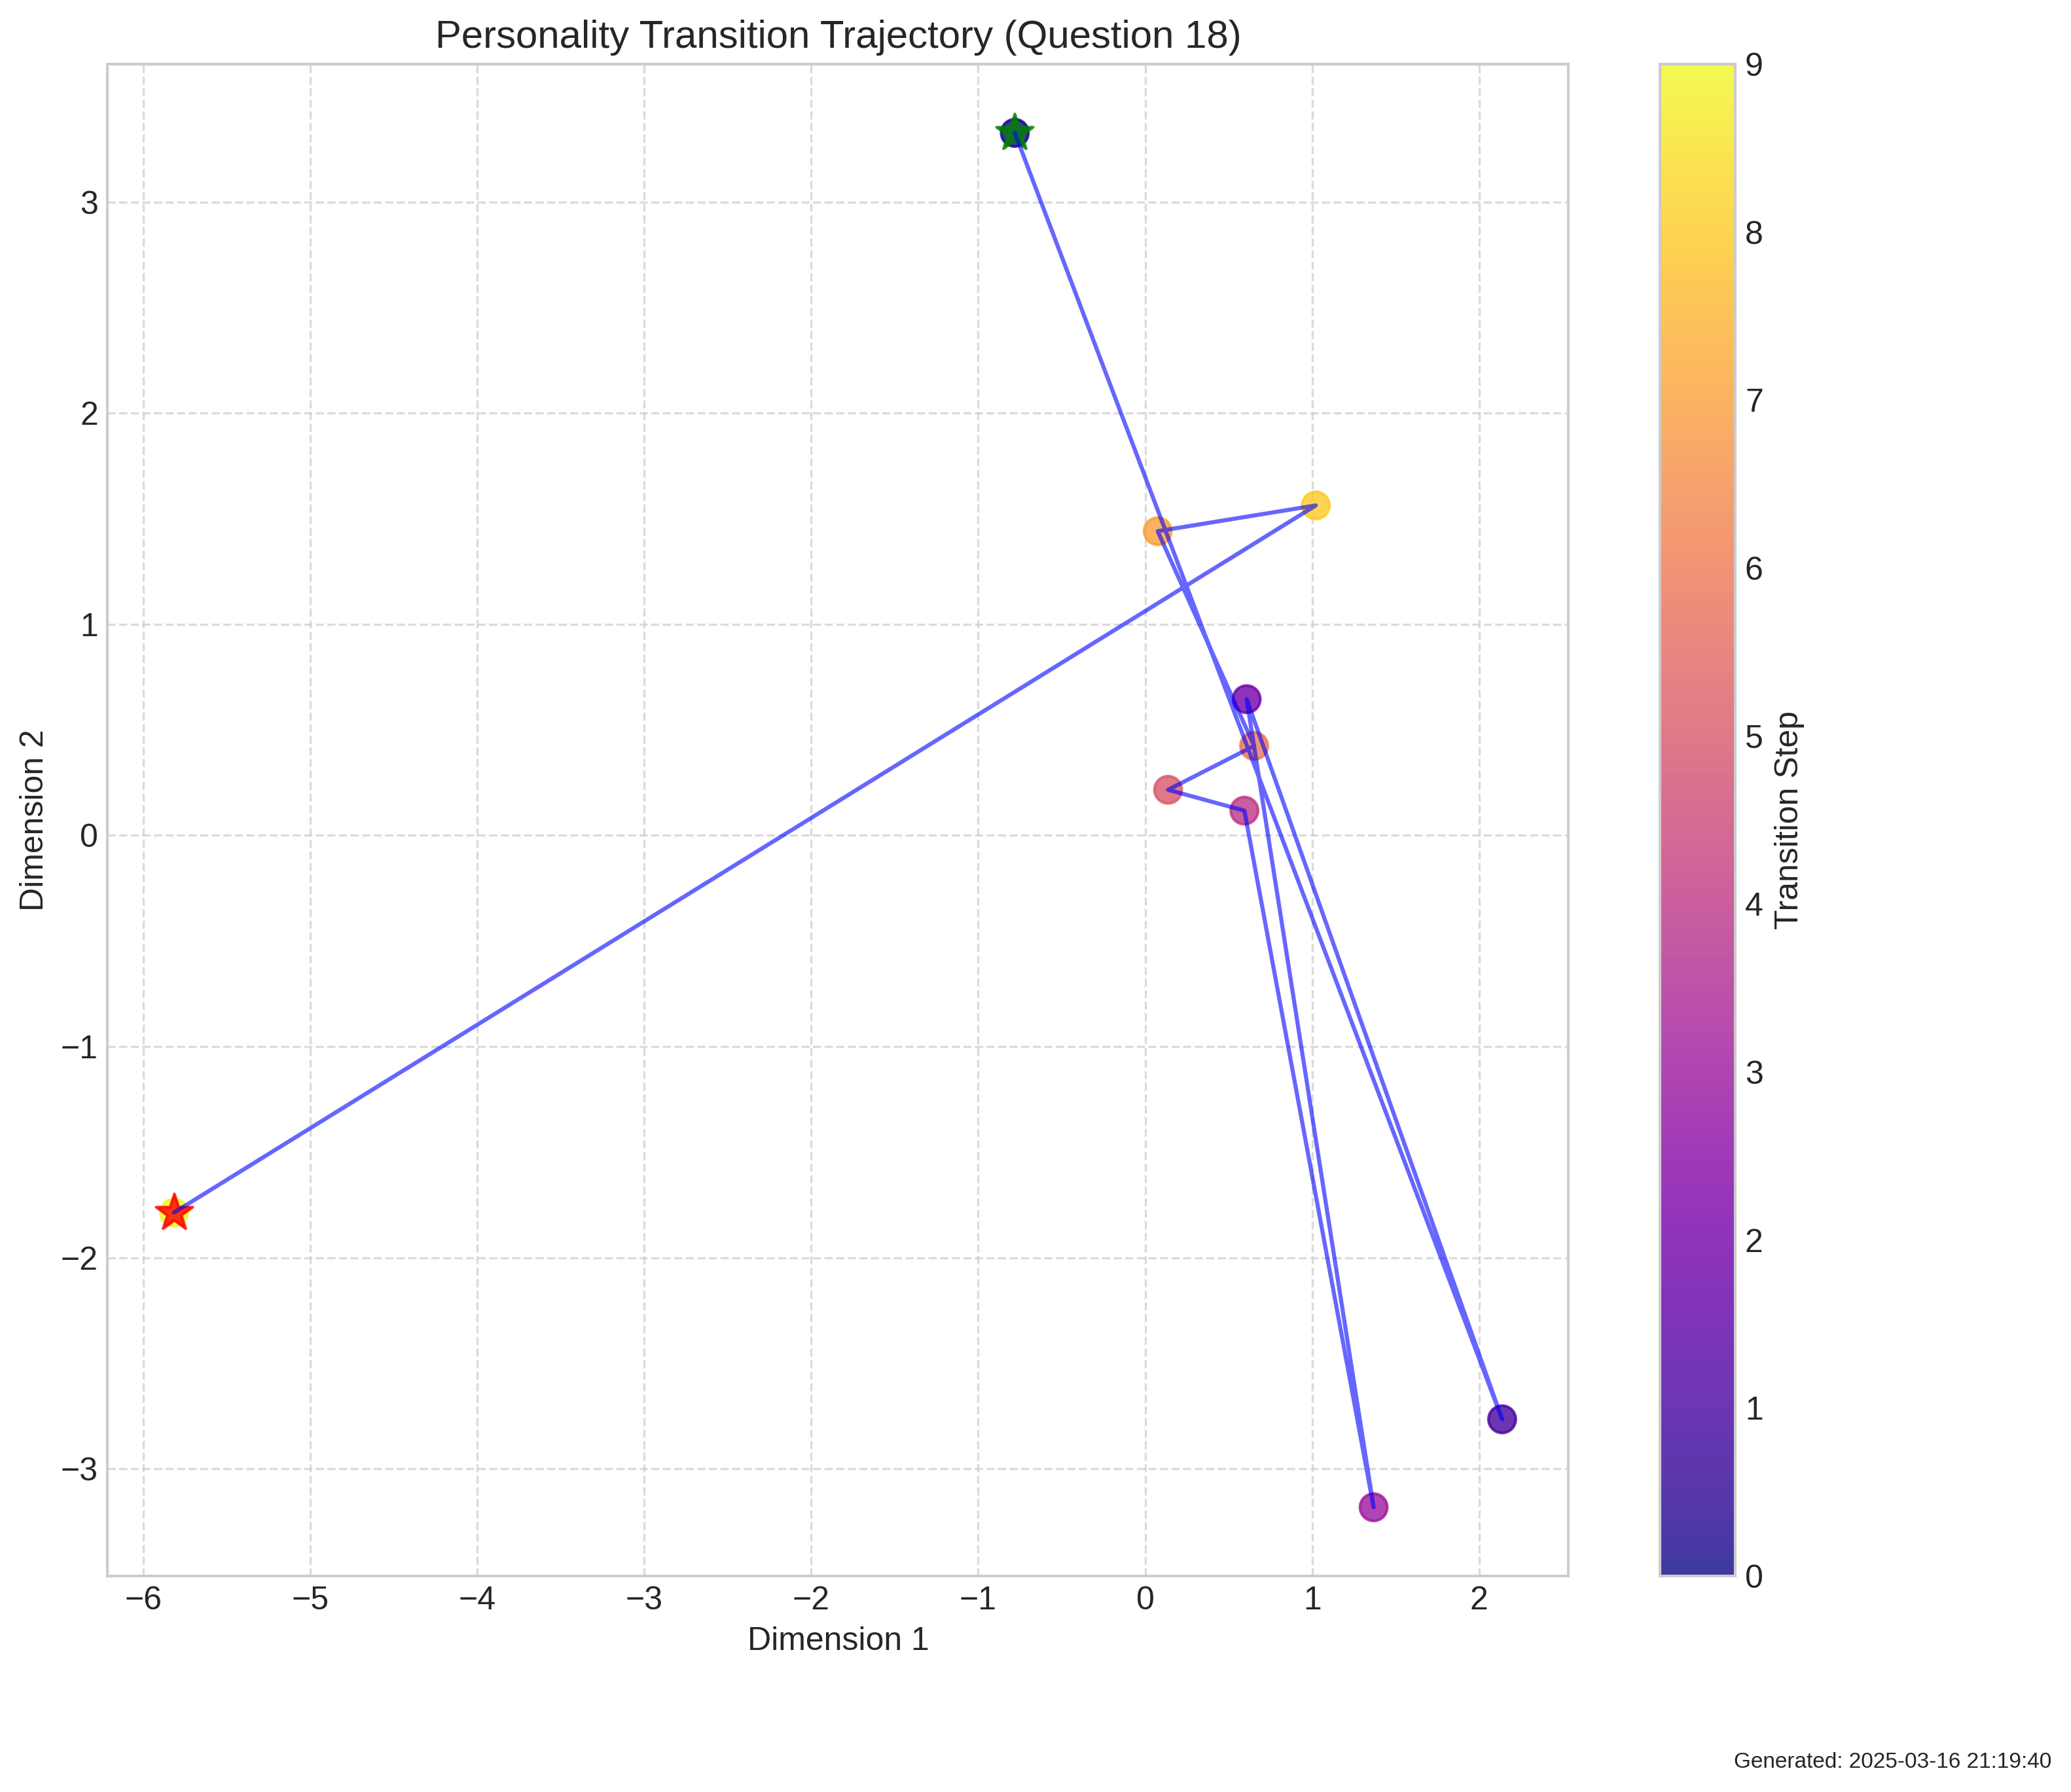 Personality Transition Trajectory (Question 18)
Dimension 2
3
2
1
0
−1
−2
−3
−6 −5 −4 −3 −2 −1 0 1 2
Dimension 1
9
8
7
6
5
4
3
2
1
0
Transition Step
Generated: 2025-03-16 21:19:40